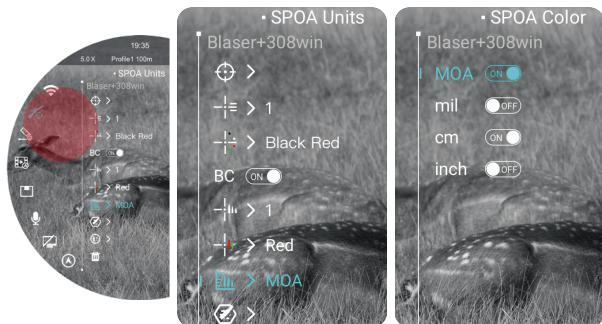 19:35
5.0 X Profile1 100m
• SPOA Units
Blaser+308win
1
Black Red
BC ON
1
Red
MOA
• SPOA Units
Blaser+308win
1
Black Red
BC ON
1
Red
MOA
• SPOA Color
Blaser+308win
MOA ON
mil OFF
cm ON
inch OFF